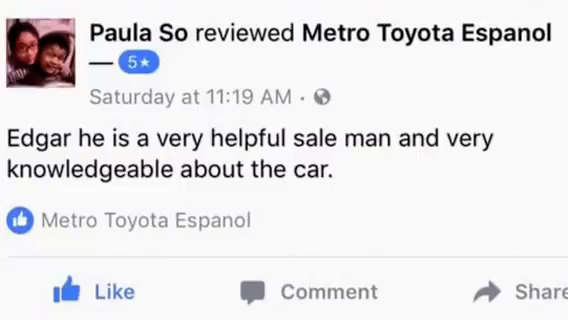 Paula So reviewed Metro Toyota Espanol
— 5★
Saturday at 11:19 AM ·
Edgar he is a very helpful sale man and very
knowledgeable about the car.
Metro Toyota Espanol
Like Comment Share